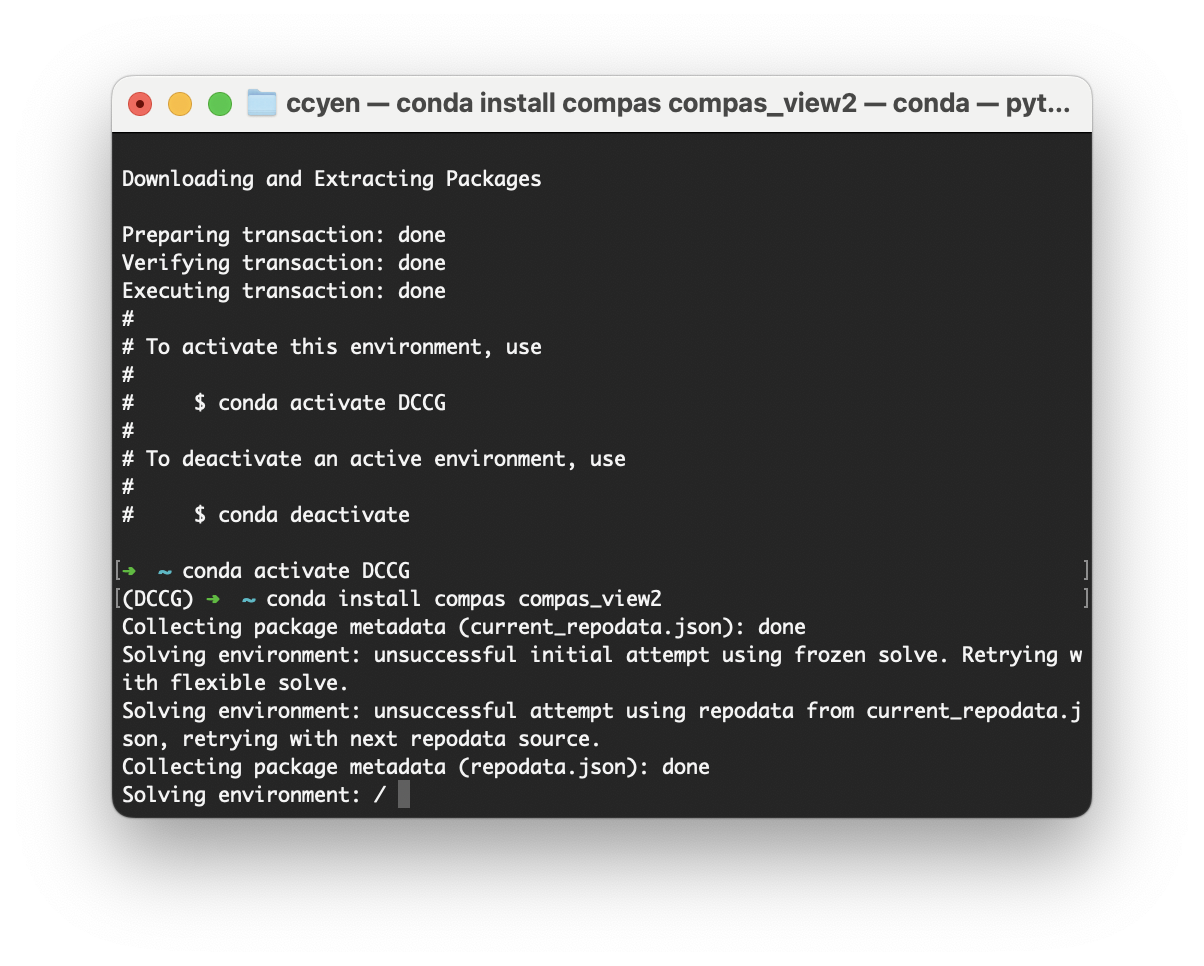 ccyen — conda install compas compas_view2 — conda — pyt...
Downloading and Extracting Packages
Preparing transaction: done
Verifying transaction: done
Executing transaction: done
#
# To activate this environment, use
#
#     $ conda activate DCCG
#
# To deactivate an active environment, use
#
#     $ conda deactivate
[➜  ~ conda activate DCCG ]
[(DCCG) ➜  ~ conda install compas compas_view2 ]
Collecting package metadata (current_repodata.json): done
Solving environment: unsuccessful initial attempt using frozen solve. Retrying w
ith flexible solve.
Solving environment: unsuccessful attempt using repodata from current_repodata.j
son, retrying with next repodata source.
Collecting package metadata (repodata.json): done
Solving environment: /